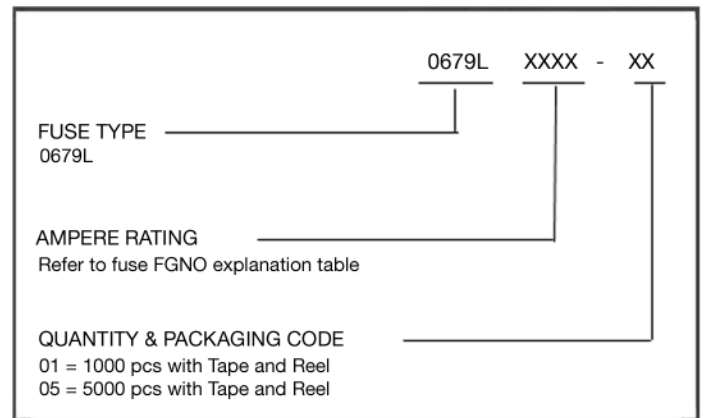 0679L XXXX - XX
FUSE TYPE
0679L
AMPERE RATING
Refer to fuse FGNO explanation table
QUANTITY & PACKAGING CODE
01 = 1000 pcs with Tape and Reel
05 = 5000 pcs with Tape and Reel